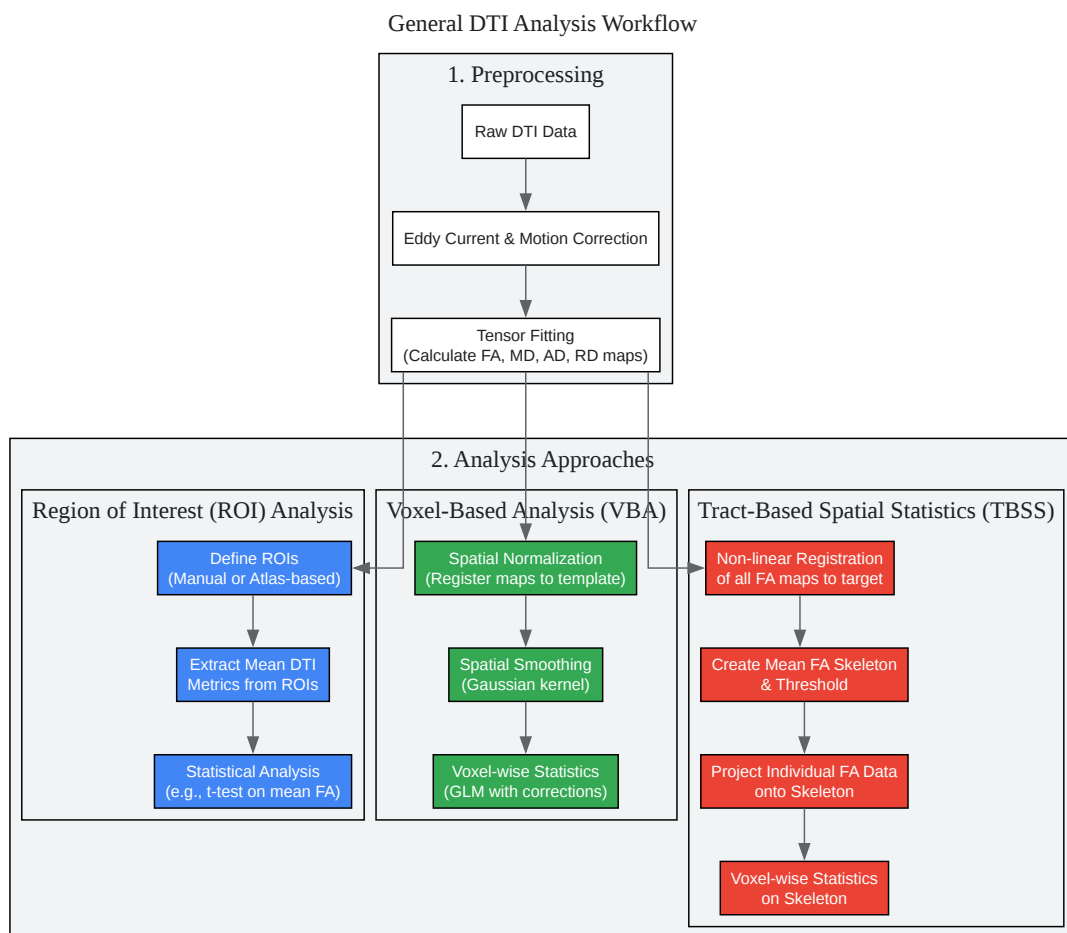 General DTI Analysis Workflow
1. Preprocessing
Raw DTI Data
Eddy Current & Motion Correction
Tensor Fitting
(Calculate FA, MD, AD, RD maps)
2. Analysis Approaches
Region of Interest (ROI) Analysis
Define ROIs
(Manual or Atlas-based)
Extract Mean DTI
Metrics from ROIs
Statistical Analysis
(e.g., t-test on mean FA)
Voxel-Based Analysis (VBA)
Spatial Normalization
(Register maps to template)
Spatial Smoothing
(Gaussian kernel)
Voxel-wise Statistics
(GLM with corrections)
Tract-Based Spatial Statistics (TBSS)
Non-linear Registration
of all FA maps to target
Create Mean FA Skeleton
& Threshold
Project Individual FA Data
onto Skeleton
Voxel-wise Statistics
on Skeleton